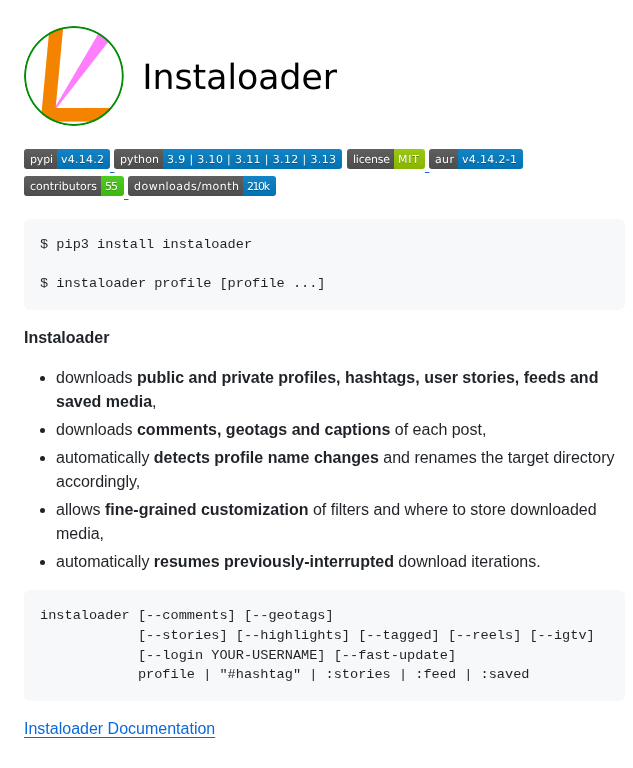 Instaloader
pypi v4.14.2 python 3.9 | 3.10 | 3.11 | 3.12 | 3.13 license MIT aur v4.14.2-1
contributors 55 downloads/month 210k
$ pip3 install instaloader
$ instaloader profile [profile ...]
Instaloader
• downloads public and private profiles, hashtags, user stories, feeds and
saved media,
• downloads comments, geotags and captions of each post,
• automatically detects profile name changes and renames the target directory
accordingly,
• allows fine-grained customization of filters and where to store downloaded
media,
• automatically resumes previously-interrupted download iterations.
instaloader [--comments] [--geotags]
[--stories] [--highlights] [--tagged] [--reels] [--igtv]
[--login YOUR-USERNAME] [--fast-update]
profile | "#hashtag" | :stories | :feed | :saved
Instaloader Documentation